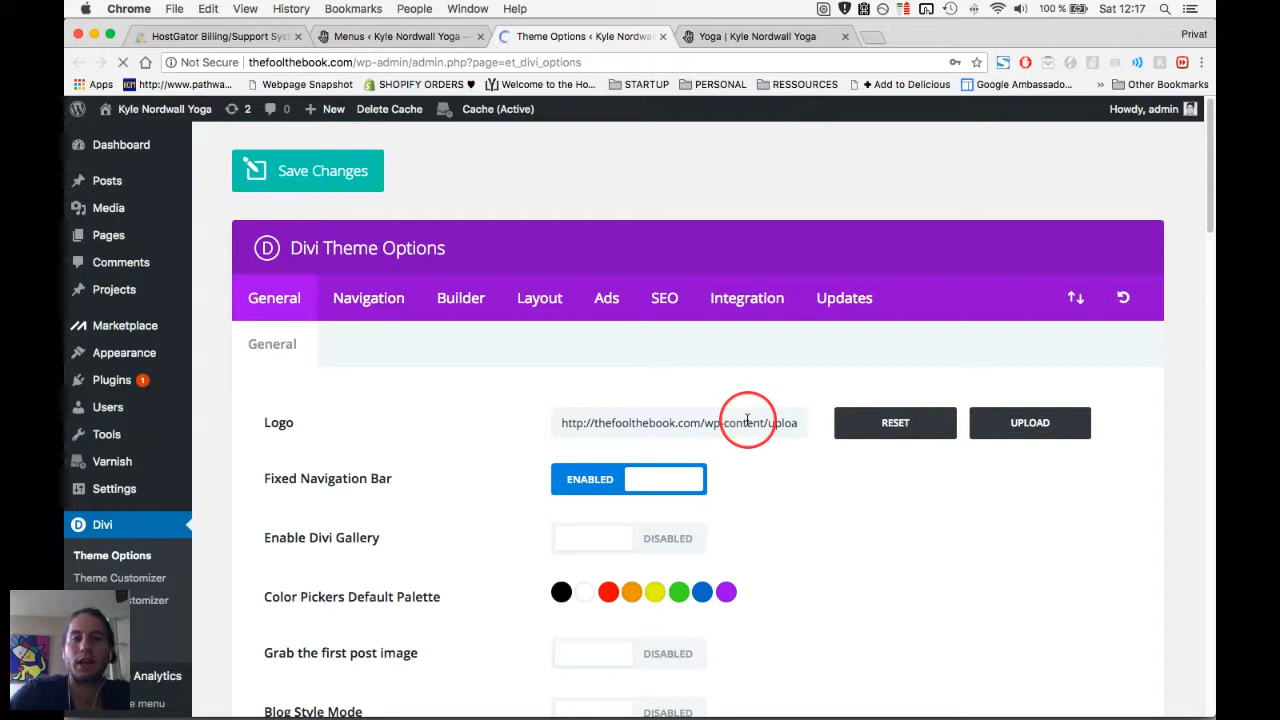 Chrome File Edit View History Bookmarks People Window Help 100 % Sat 12:17
HostGator Billing/Support Syst Menus ‹ Kyle Nordwall Yoga — Theme Options ‹ Kyle Nordwall Yoga | Kyle Nordwall Yoga Privat
Not Secure thefoolthebook.com/wp-admin/admin.php?page=et_divi_options
Apps http://www.pathwa... Webpage Snapshot SHOPIFY ORDERS ♥ Welcome to the Ho... STARTUP PERSONAL RESSOURCES + Add to Delicious Google Ambassado... » Other Bookmarks
Kyle Nordwall Yoga 2 0 New Delete Cache Cache (Active) Howdy, admin
Dashboard
Posts
Media
Pages
Comments
Projects
Marketplace
Appearance
Plugins 1
Users
Tools
Varnish
Settings
Divi
Theme Options
Theme Customizer
stomizer
Analytics
e menu
Save Changes
D Divi Theme Options
General Navigation Builder Layout Ads SEO Integration Updates
General
Logo http://thefoolthebook.com/wp-content/uploa RESET UPLOAD
Fixed Navigation Bar ENABLED
Enable Divi Gallery DISABLED
Color Pickers Default Palette
Grab the first post image DISABLED
Blog Style Mode DISABLED